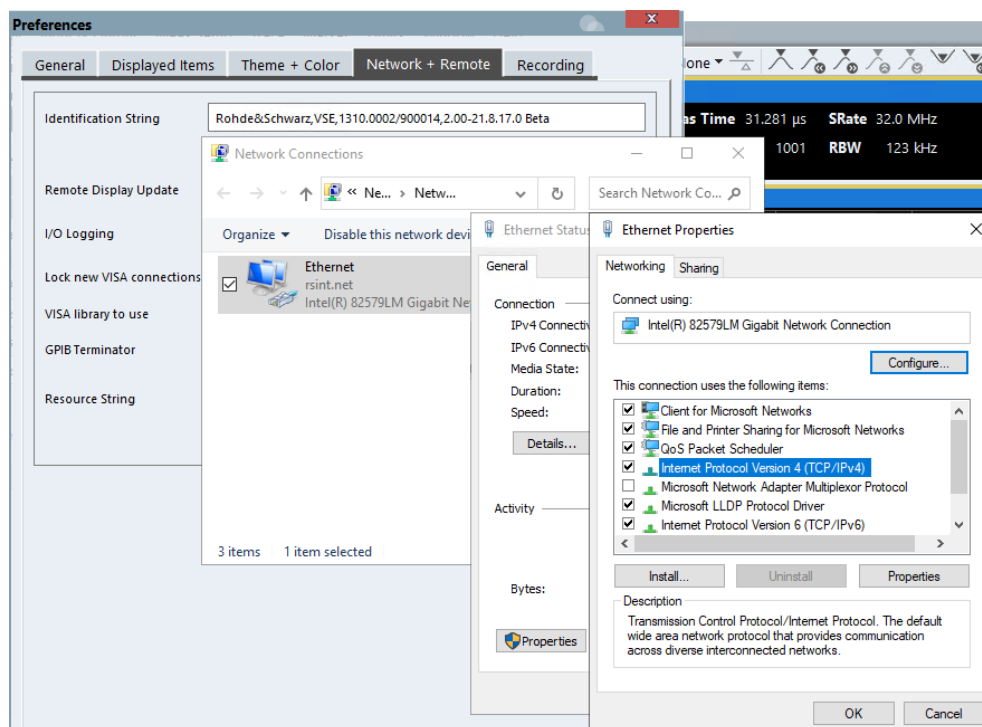 Preferences
General Displayed Items Theme + Color Network + Remote Recording
Identification String Rohde&Schwarz,VSE,1310.0002/900014,2.00-21.8.17.0 Beta
Remote Display Update
I/O Logging
Lock new VISA connections
VISA library to use
GPIB Terminator
Resource String
as Time 31.281 µs SRate 32.0 MHz
1001 RBW 123 kHz
Network Connections
« Ne... > Netw...
Search Network Co...
Organize Disable this network devi
Ethernet
rsint.net
Intel(R) 82579LM Gigabit Ne
3 items 1 item selected
Ethernet Status
General
Connection
IPv4 Connectiv
IPv6 Connectiv
Media State:
Duration:
Speed:
Details...
Activity
Bytes:
Properties
Ethernet Properties
Networking Sharing
Connect using:
Intel(R) 82579LM Gigabit Network Connection
Configure...
This connection uses the following items:
Client for Microsoft Networks
File and Printer Sharing for Microsoft Networks
QoS Packet Scheduler
Internet Protocol Version 4 (TCP/IPv4)
Microsoft Network Adapter Multiplexor Protocol
Microsoft LLDP Protocol Driver
Internet Protocol Version 6 (TCP/IPv6)
Install... Uninstall Properties
Description
Transmission Control Protocol/Internet Protocol. The default
wide area network protocol that provides communication
across diverse interconnected networks.
OK Cancel